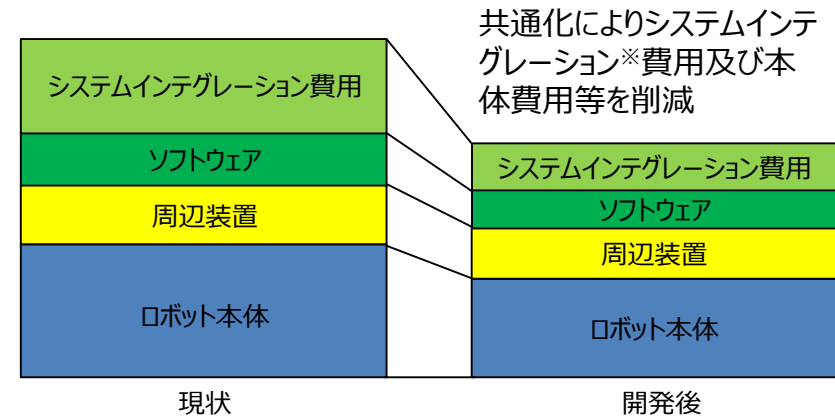 共通化によりシステムインテ
グレーション※費用及び本
体費用等を削減
システムインテグレーション費用
ソフトウェア
周辺装置
ロボット本体
現状
システムインテグレーション費用
ソフトウェア
周辺装置
ロボット本体
開発後